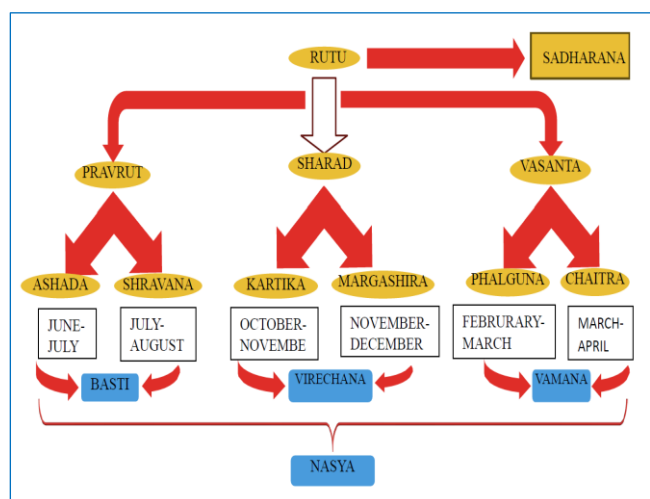 RUTU
SADHARANA
PRAVRUT
SHARAD
VASANTA
ASHADA
SHRAVANA
KARTIKA
MARGASHIRA
PHALGUNA
CHAITRA
JUNE-
JULY
JULY-
AUGUST
OCTOBER-
NOVEMBE
NOVEMBER-
DECEMBER
FEBRURARY-
MARCH
MARCH-
APRIL
BASTI
VIRECHANA
VAMANA
NASYA